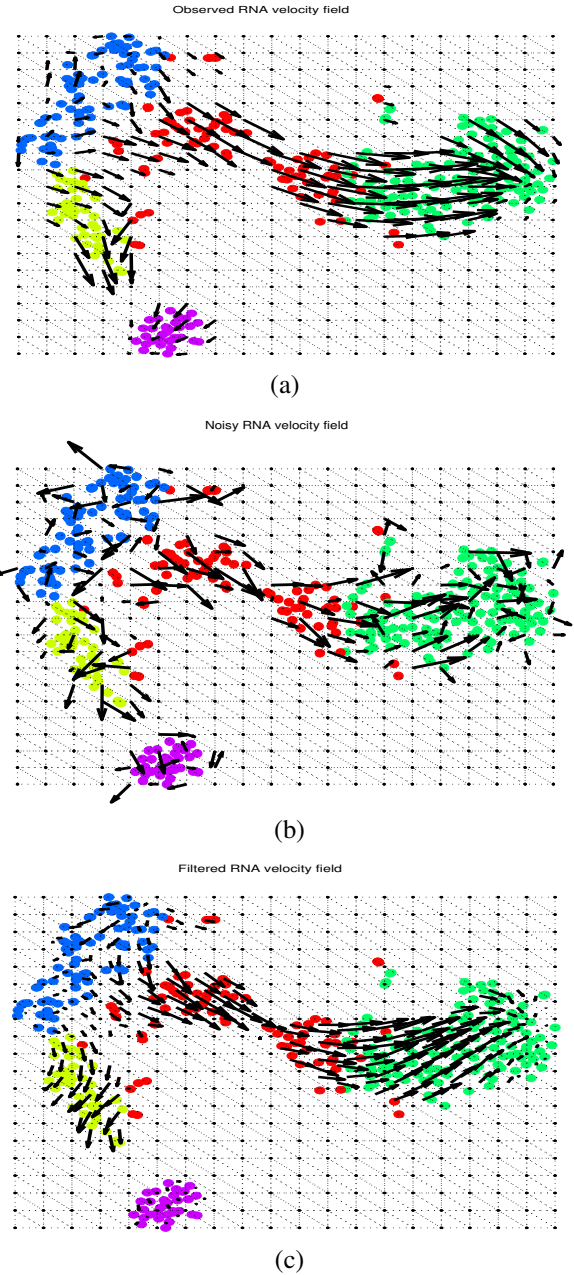 Observed RNA velocity field
(a)
Noisy RNA velocity field
(b)
Filtered RNA velocity field
(c)